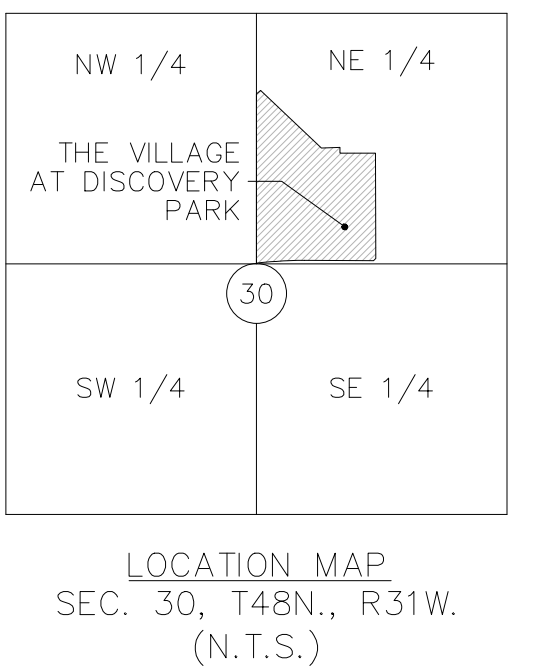 NW 1/4
NE 1/4
THE VILLAGE
AT DISCOVERY
PARK
30
SW 1/4
SE 1/4
LOCATION MAP
SEC. 30, T48N., R31W.
(N.T.S.)